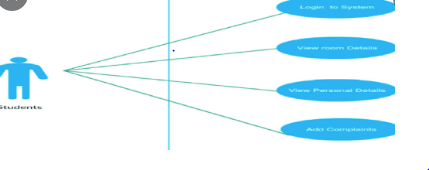 Login to System
View room Details
View Personal Details
Add Complaints
Students